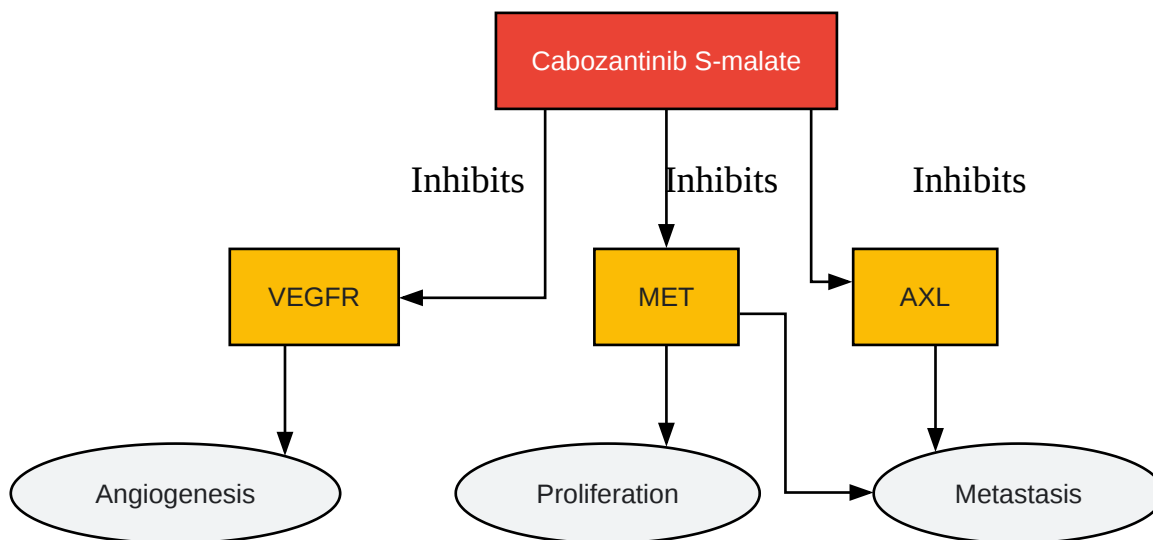 Cabozantinib S-malate
Inhibits
Inhibits
Inhibits
VEGFR
MET
AXL
Angiogenesis
Proliferation
Metastasis